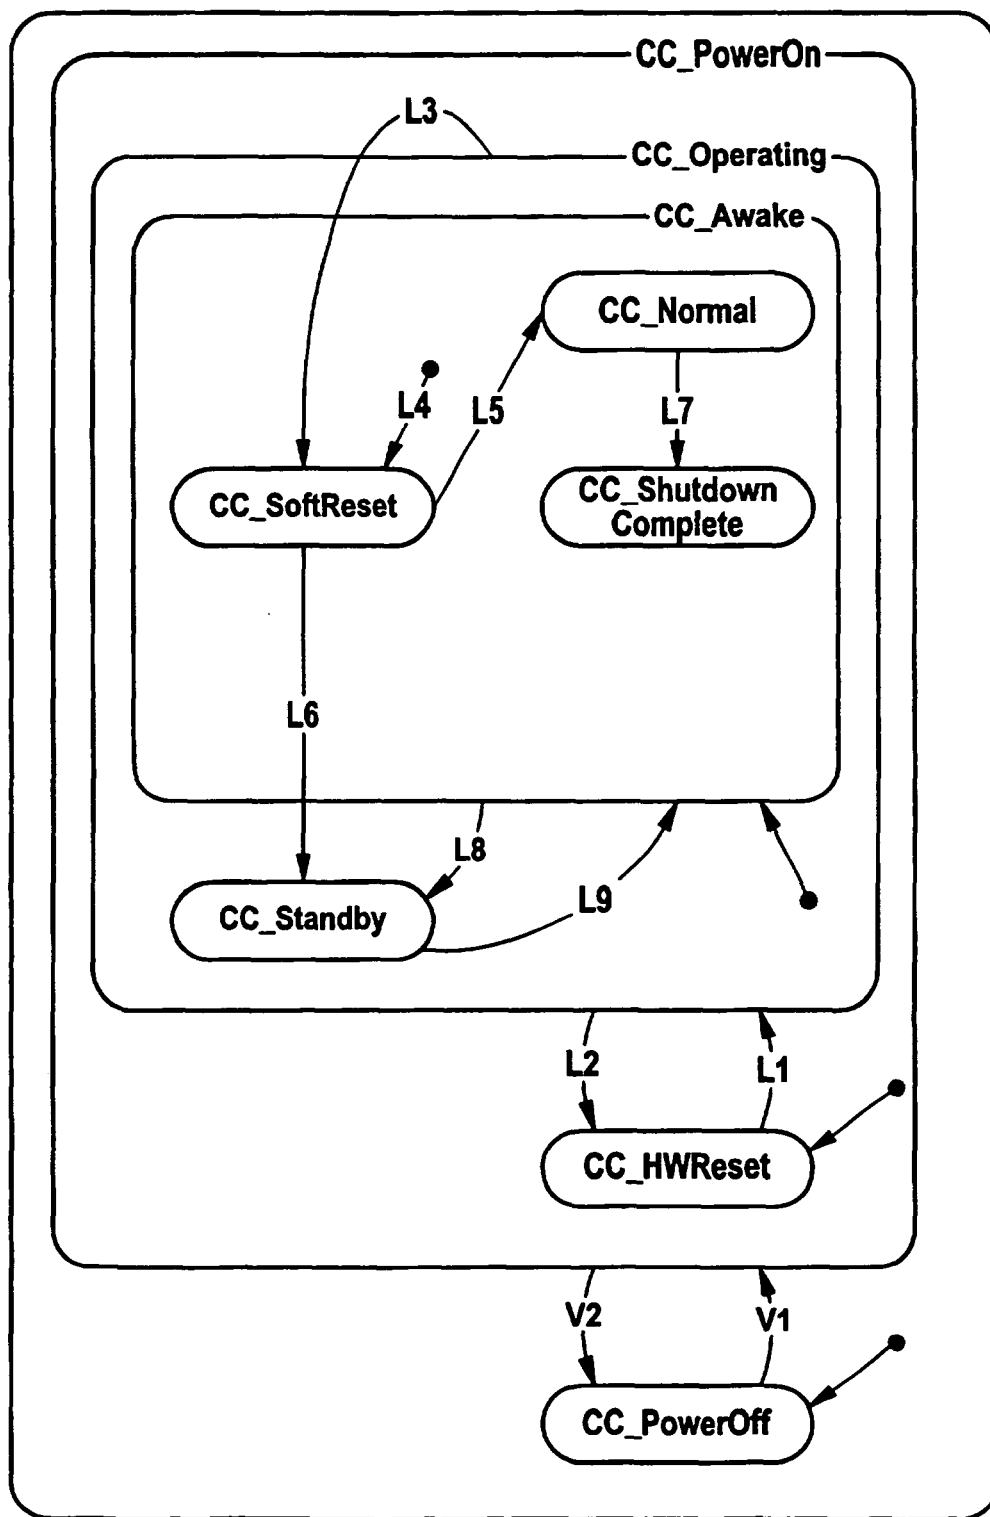 CC_PowerOn
L3
CC_Operating
CC_Awake
CC_Normal
L4
L5
L7
CC_SoftReset
CC_Shutdown
Complete
L6
L8
CC_Standby
L9
L2
L1
CC_HWReset
V2
V1
CC_PowerOff